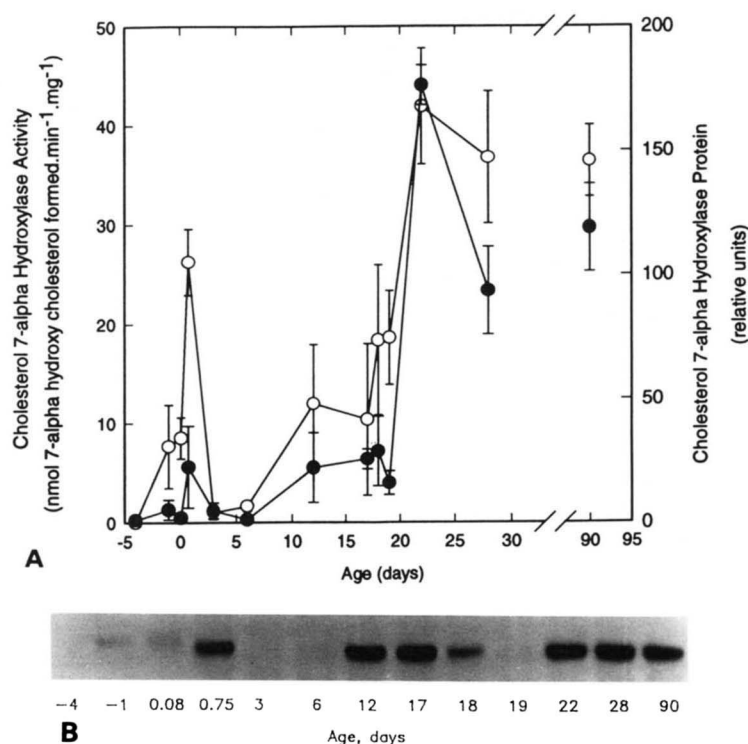 Cholesterol 7-alpha Hydroxylase Activity
(nmol 7-alpha hydroxy cholesterol formed.min⁻¹.mg⁻¹)
50
40
30
20
10
0
200
150
100
50
0
Cholesterol 7-alpha Hydroxylase Protein
(relative units)
-5 0 5 10 15 20 25 30 90 95
Age (days)
A
−4 −1 0.08 0.75 3 6 12 17 18 19 22 28 90
Age, days
B